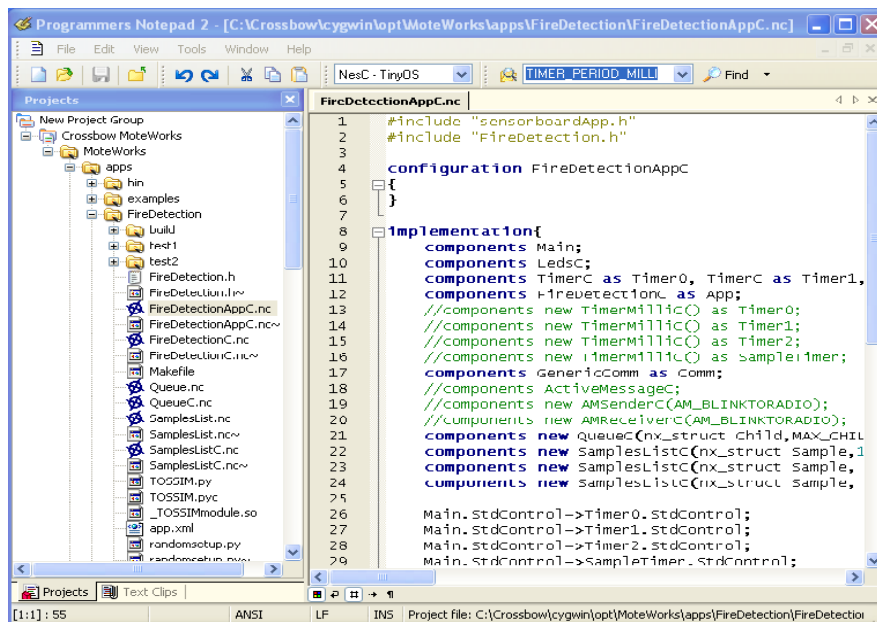 Programmers Notepad 2 - [C:\Crossbow\cygwin\opt\MoteWorks\apps\FireDetection\FireDetectionAppC.nc]
File Edit View Tools Window Help
NesC - TinyOS TIMER_PERIOD_MILLI Find
Projects
New Project Group
Crossbow MoteWorks
MoteWorks
apps
bin
examples
FireDetection
build
test1
test2
FireDetection.h
FireDetection.h~
FireDetectionAppC.nc
FireDetectionAppC.nc~
FireDetectionC.nc
FireDetectionC.nc~
Makefile
Queue.nc
QueueC.nc
SamplesList.nc
SamplesList.nc~
SamplesListC.nc
SamplesListC.nc~
TOSSIM.py
TOSSIM.pyc
_TOSSIMmodule.so
app.xml
randomsetup.py
randomsetup.pyc~
Projects Text Clips
FireDetectionAppC.nc
1 #include "sensorboardApp.h"
2 #include "FireDetection.h"
3
4 configuration FireDetectionAppC
5 {
6 }
7
8 implementation{
9 components Main;
10 components LedsC;
11 components TimerC as Timer0, TimerC as Timer1,
12 components FireDetectionC as App;
13 //components new TimerMilliC() as Timer0;
14 //components new TimerMilliC() as Timer1;
15 //components new TimerMilliC() as Timer2;
16 //components new TimerMilliC() as SampleTimer;
17 components GenericComm as Comm;
18 //components ActiveMessageC;
19 //components new AMSenderC(AM_BLINKTORADIO);
20 //components new AMReceiverC(AM_BLINKTORADIO);
21 components new QueueC(nx_struct Child,MAX_CHIL
22 components new SamplesListC(nx_struct Sample,1
23 components new SamplesListC(nx_struct Sample,
24 components new SamplesListC(nx_struct Sample,
25
26 Main.StdControl->Timer0.StdControl;
27 Main.StdControl->Timer1.StdControl;
28 Main.StdControl->Timer2.StdControl;
29 Main.StdControl->SampleTimer.StdControl;
[1:1] : 55 ANSI LF INS Project file: C:\Crossbow\cygwin\opt\MoteWorks\apps\FireDetection\FireDetection